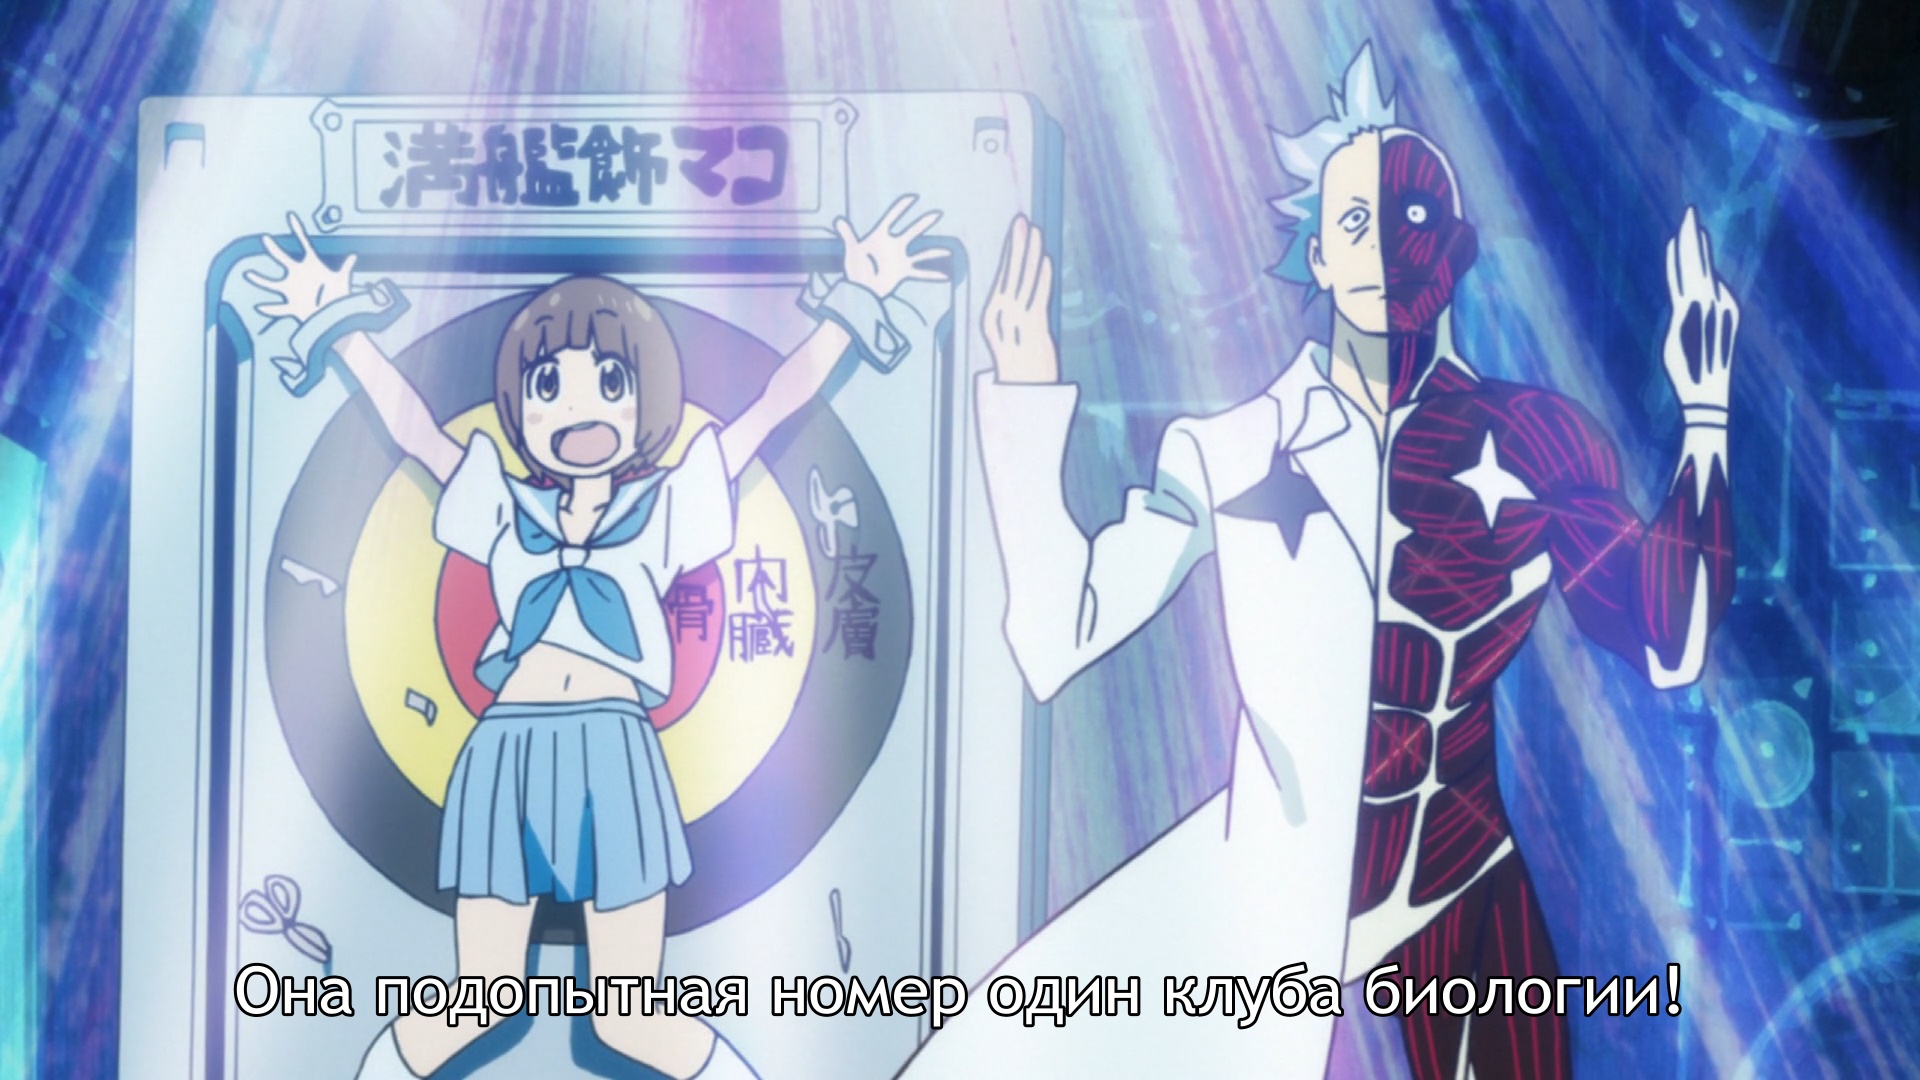 満艦飾マコ
骨
内臓
皮膚
Она подопытная номер один клуба биологии!